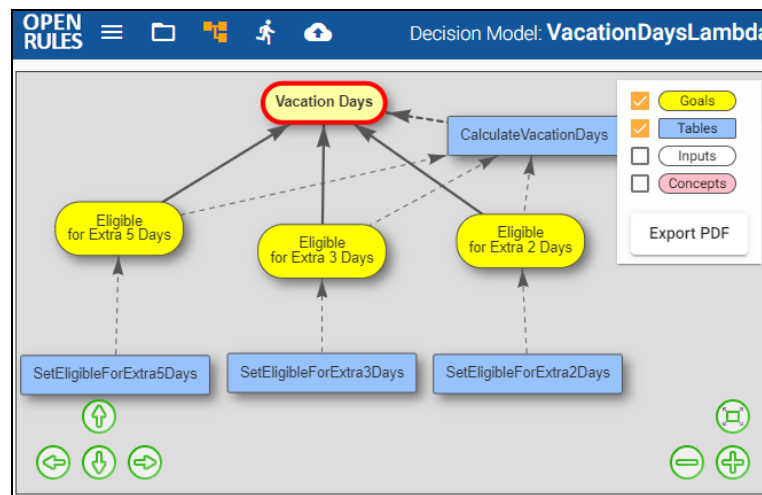 OPEN
RULES
Decision Model: VacationDaysLambda
Vacation Days
CalculateVacationDays
Goals
Tables
Inputs
Concepts
Export PDF
Eligible
for Extra 5 Days
Eligible
for Extra 3 Days
Eligible
for Extra 2 Days
SetEligibleForExtra5Days
SetEligibleForExtra3Days
SetEligibleForExtra2Days